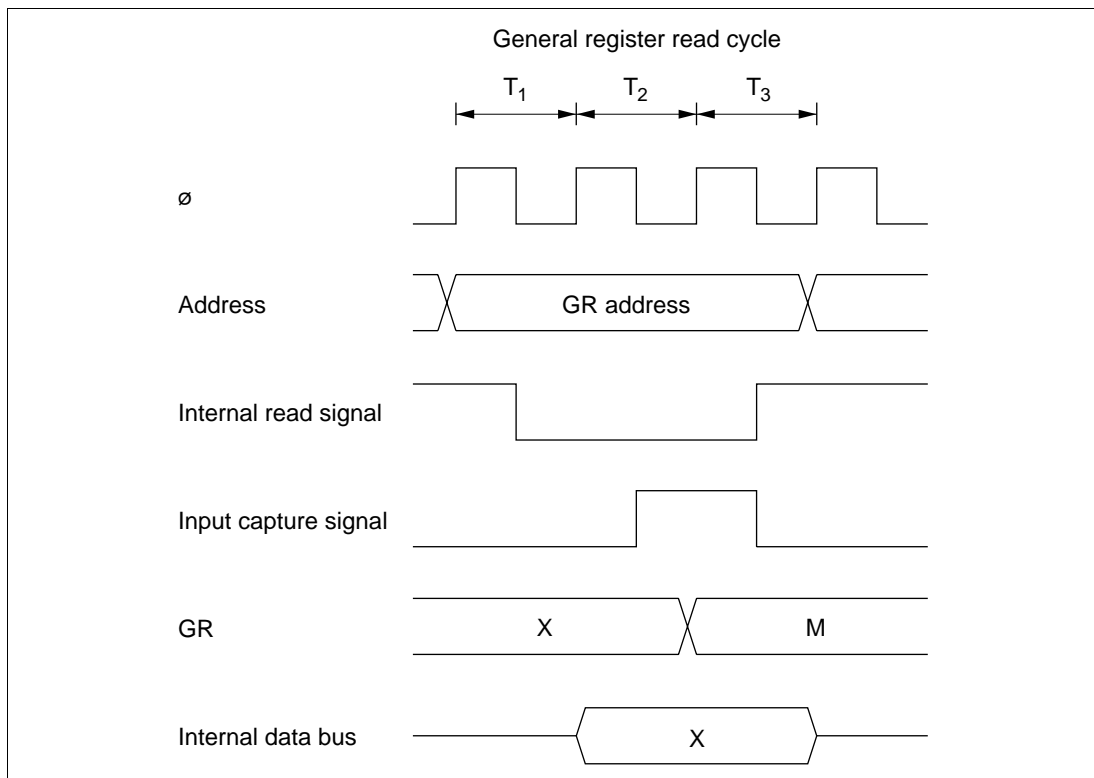 General register read cycle
T1 T2 T3
ø
Address GR address
Internal read signal
Input capture signal
GR X M
Internal data bus X